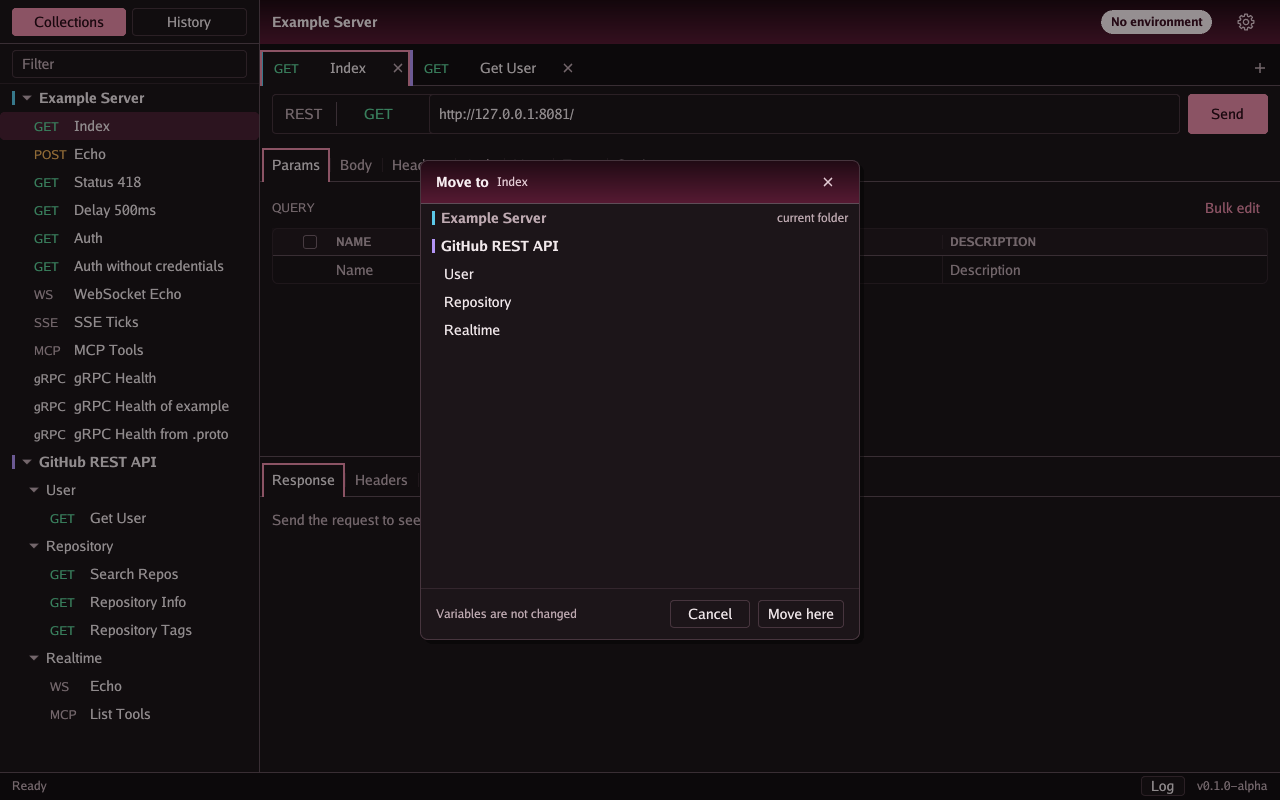 Collections
History
Example Server
No environment
Filter
GET Index
GET Get User
Example Server
GET Index
POST Echo
GET Status 418
GET Delay 500ms
GET Auth
GET Auth without credentials
WS WebSocket Echo
SSE SSE Ticks
MCP MCP Tools
gRPC gRPC Health
gRPC gRPC Health of example
gRPC gRPC Health from .proto
GitHub REST API
User
GET Get User
Repository
GET Search Repos
GET Repository Info
GET Repository Tags
Realtime
WS Echo
MCP List Tools
REST GET http://127.0.0.1:8081/
Send
Params Body
QUERY
Bulk edit
NAME DESCRIPTION
Name Description
Move to Index
Example Server current folder
GitHub REST API
User
Repository
Realtime
Variables are not changed
Cancel
Move here
Response Headers
Send the request to see
Ready
Log v0.1.0-alpha